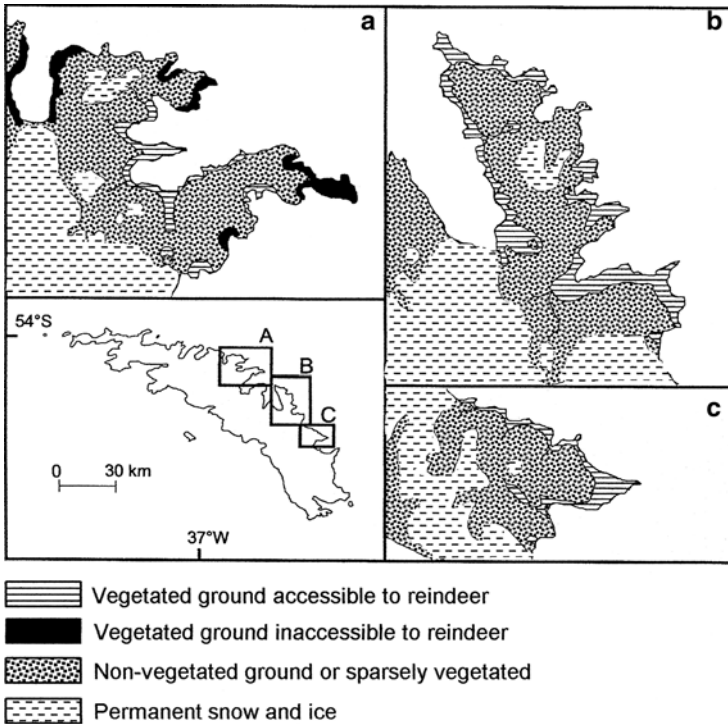 a
b
54°S
A
B
C
0 30 km
37°W
c
Vegetated ground accessible to reindeer
Vegetated ground inaccessible to reindeer
Non-vegetated ground or sparsely vegetated
Permanent snow and ice